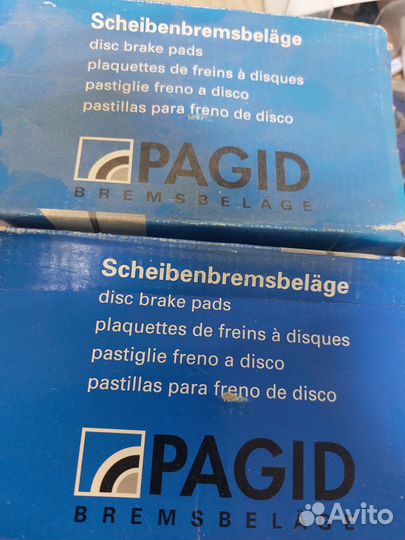 Scheibenbremsbeläge
disc brake pads
plaquettes de freins à disques
pastiglie freno a disco
pastillas para freno de disco
PAGID
BREMSBELÄGE
Scheibenbremsbeläge
disc brake pads
plaquettes de freins à disques
pastiglie freno a disco
pastillas para freno de disco
PAGID
BREMSBELÄGE
Avito